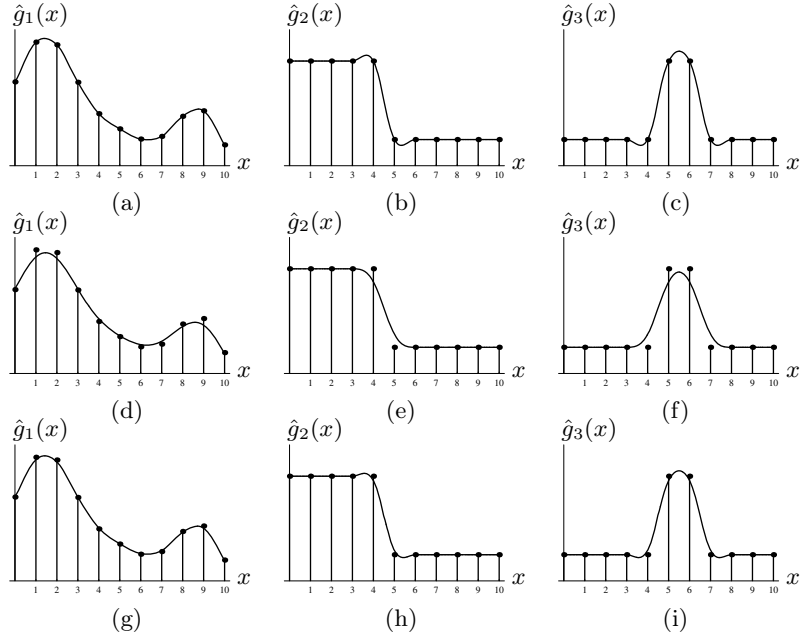 ĝ₁(x) ĝ₂(x) ĝ₃(x)
x x x
1 2 3 4 5 6 7 8 9 10 1 2 3 4 5 6 7 8 9 10 1 2 3 4 5 6 7 8 9 10
(a) (b) (c)
ĝ₁(x) ĝ₂(x) ĝ₃(x)
x x x
1 2 3 4 5 6 7 8 9 10 1 2 3 4 5 6 7 8 9 10 1 2 3 4 5 6 7 8 9 10
(d) (e) (f)
ĝ₁(x) ĝ₂(x) ĝ₃(x)
x x x
1 2 3 4 5 6 7 8 9 10 1 2 3 4 5 6 7 8 9 10 1 2 3 4 5 6 7 8 9 10
(g) (h) (i)